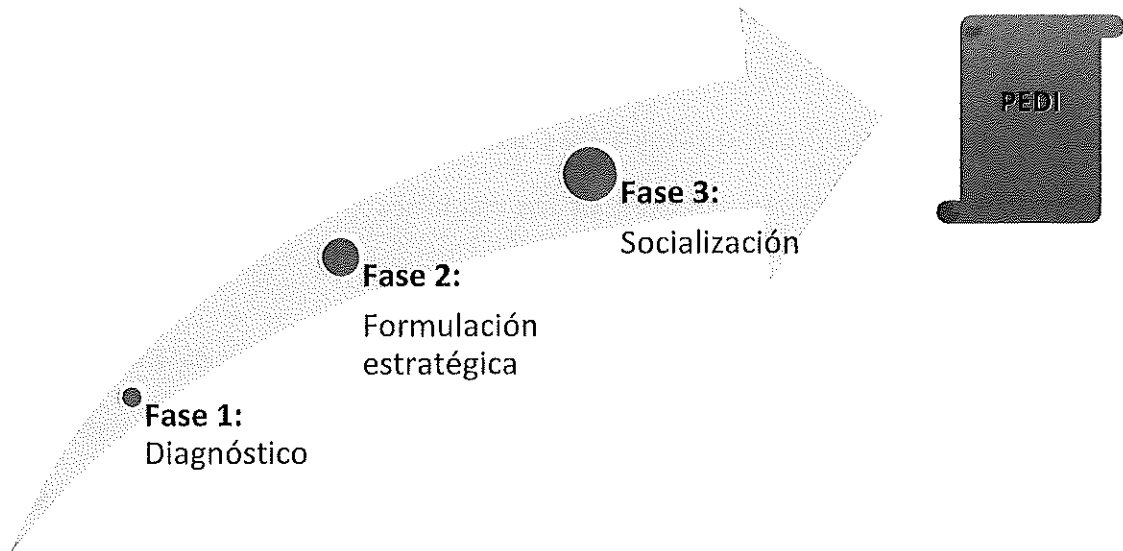 PEDI
Fase 3:
Socialización
Fase 2:
Formulación
estratégica
Fase 1:
Diagnóstico